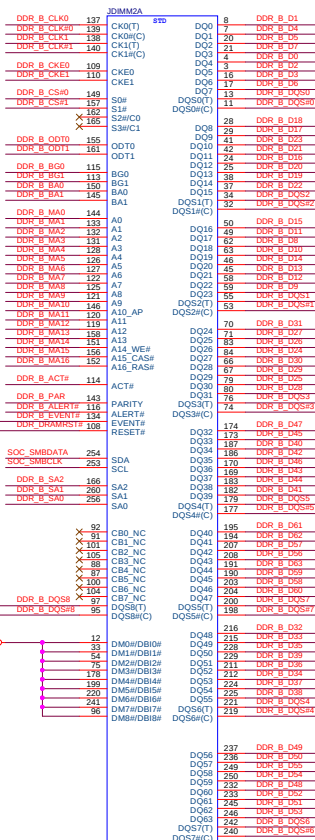 JDIMM2A
STD
DDR_B_CLK0 137 CK0(T)
DDR_B_CLK#0 139 CK0#(C)
DDR_B_CLK1 138 CK1(T)
DDR_B_CLK#1 140 CK1#(C)
DDR_B_CKE0 109 CKE0
DDR_B_CKE1 110 CKE1
DDR_B_CS#0 149 S0#
DDR_B_CS#1 157 S1#
162 S2#/C0
165 S3#/C1
DDR_B_ODT0 155 ODT0
DDR_B_ODT1 161 ODT1
DDR_B_BG0 115 BG0
DDR_B_BG1 113 BG1
DDR_B_BA0 150 BA0
DDR_B_BA1 145 BA1
DDR_B_MA0 144 A0
DDR_B_MA1 133 A1
DDR_B_MA2 132 A2
DDR_B_MA3 131 A3
DDR_B_MA4 128 A4
DDR_B_MA5 126 A5
DDR_B_MA6 127 A6
DDR_B_MA7 122 A7
DDR_B_MA8 125 A8
DDR_B_MA9 121 A9
DDR_B_MA10 146 A10_AP
DDR_B_MA11 120 A11
DDR_B_MA12 119 A12
DDR_B_MA13 158 A13
DDR_B_MA14 151 A14_WE#
DDR_B_MA15 156 A15_CAS#
DDR_B_MA16 152 A16_RAS#
DDR_B_ACT# 114 ACT#
DDR_B_PAR 143 PARITY
DDR_B_ALERT# 116 ALERT#
DDR_B_EVENT# 134 EVENT#
DDR_DRAMRST# 108 RESET#
SOC_SMBDATA 254 SDA
SOC_SMBCLK 253 SCL
DDR_B_SA2 166 SA2
DDR_B_SA1 260 SA1
DDR_B_SA0 256 SA0
92 CB0_NC
91 CB1_NC
101 CB2_NC
105 CB3_NC
88 CB4_NC
87 CB5_NC
100 CB6_NC
104 CB7_NC
DDR_B_DQS8 97 DQS8(T)
DDR_B_DQS#8 95 DQS8#(C)
12 DM0#/DBI0#
33 DM1#/DBI1#
54 DM2#/DBI2#
75 DM3#/DBI3#
178 DM4#/DBI4#
199 DM5#/DBI5#
220 DM6#/DBI6#
241 DM7#/DBI7#
96 DM8#/DBI8#
DQ0 8 DDR_B_D1
DQ1 7 DDR_B_D4
DQ2 20 DDR_B_D5
DQ3 21 DDR_B_D7
DQ4 4 DDR_B_D0
DQ5 3 DDR_B_D2
DQ6 16 DDR_B_D3
DQ7 17 DDR_B_D6
DQS0(T) 13 DDR_B_DQS0
DQS0#(C) 11 DDR_B_DQS#0
DQ8 28 DDR_B_D18
DQ9 29 DDR_B_D17
DQ10 41 DDR_B_D23
DQ11 42 DDR_B_D21
DQ12 24 DDR_B_D16
DQ13 25 DDR_B_D20
DQ14 38 DDR_B_D19
DQ15 37 DDR_B_D22
DQS1(T) 34 DDR_B_DQS2
DQS1#(C) 32 DDR_B_DQS#2
DQ16 50 DDR_B_D15
DQ17 49 DDR_B_D11
DQ18 62 DDR_B_D8
DQ19 63 DDR_B_D10
DQ20 46 DDR_B_D14
DQ21 45 DDR_B_D13
DQ22 58 DDR_B_D12
DQ23 59 DDR_B_D9
DQS2(T) 55 DDR_B_DQS1
DQS2#(C) 53 DDR_B_DQS#1
DQ24 70 DDR_B_D31
DQ25 71 DDR_B_D27
DQ26 83 DDR_B_D26
DQ27 84 DDR_B_D24
DQ28 66 DDR_B_D30
DQ29 67 DDR_B_D29
DQ30 79 DDR_B_D25
DQ31 80 DDR_B_D28
DQS3(T) 76 DDR_B_DQS3
DQS3#(C) 74 DDR_B_DQS#3
DQ32 174 DDR_B_D47
DQ33 173 DDR_B_D45
DQ34 187 DDR_B_D40
DQ35 186 DDR_B_D42
DQ36 170 DDR_B_D46
DQ37 169 DDR_B_D43
DQ38 183 DDR_B_D44
DQ39 182 DDR_B_D41
DQS4(T) 179 DDR_B_DQS5
DQS4#(C) 177 DDR_B_DQS#5
DQ40 195 DDR_B_D61
DQ41 194 DDR_B_D62
DQ42 207 DDR_B_D57
DQ43 208 DDR_B_D56
DQ44 191 DDR_B_D63
DQ45 190 DDR_B_D59
DQ46 203 DDR_B_D58
DQ47 204 DDR_B_D60
DQS5(T) 200 DDR_B_DQS7
DQS5#(C) 198 DDR_B_DQS#7
DQ48 216 DDR_B_D32
DQ49 215 DDR_B_D33
DQ50 228 DDR_B_D35
DQ51 229 DDR_B_D39
DQ52 211 DDR_B_D36
DQ53 212 DDR_B_D34
DQ54 224 DDR_B_D37
DQ55 225 DDR_B_D38
DQS6(T) 221 DDR_B_DQS4
DQS6#(C) 219 DDR_B_DQS#4
DQ56 237 DDR_B_D49
DQ57 236 DDR_B_D50
DQ58 249 DDR_B_D55
DQ59 250 DDR_B_D54
DQ60 232 DDR_B_D48
DQ61 233 DDR_B_D52
DQ62 245 DDR_B_D51
DQ63 246 DDR_B_D53
DQS7(T) 242 DDR_B_DQS6
DQS7#(C) 240 DDR_B_DQS#6